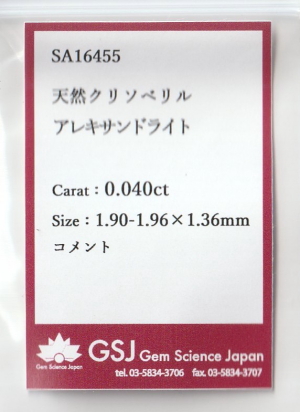 SA16455
天然クリソベリル
アレキサンドライト
Carat : 0.040ct
Size : 1.90-1.96×1.36mm
コメント
Gem Science Japan
GSJ Gem Science Japan
tel. 03-5834-3706 fax. 03-5834-3707